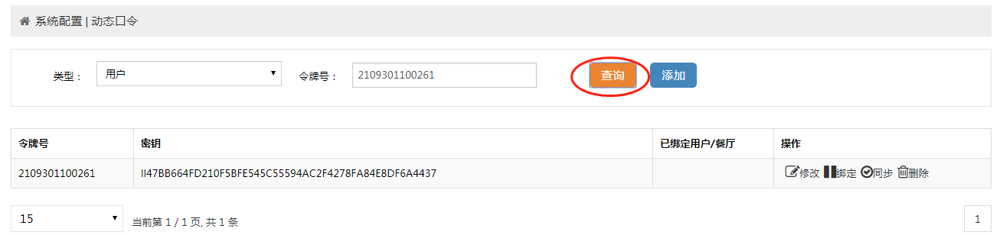 系统配置 | 动态口令
类型： 用户 令牌号： 2109301100261 查询 添加
令牌号 密钥 已绑定用户/餐厅 操作
2109301100261 II47BB664FD210F5BFE545C55594AC2F4278FA84E8DF6A4437 修改 绑定 同步 删除
15 当前第 1 / 1 页, 共 1 条 1